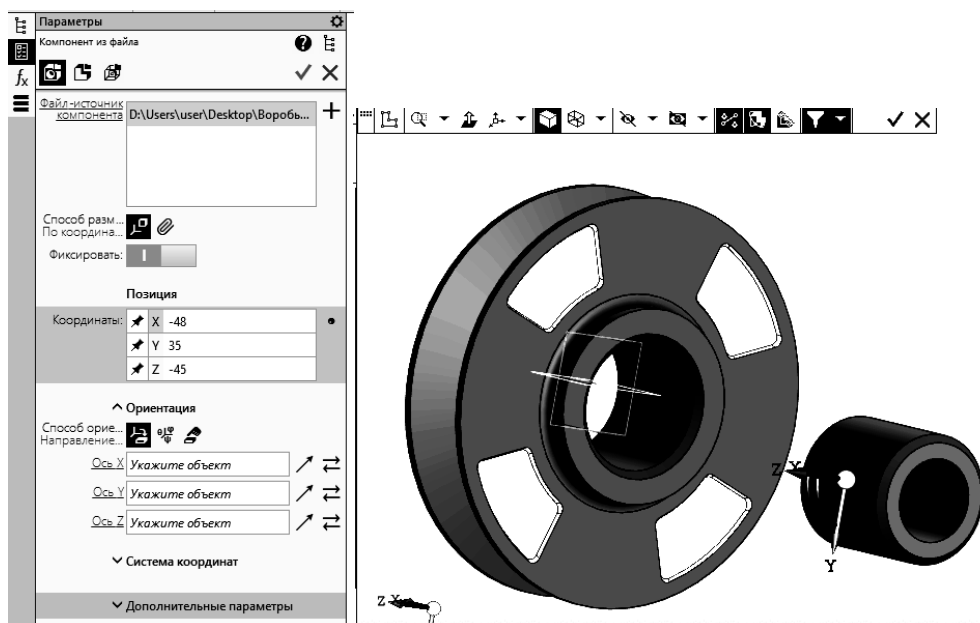 Параметры
Компонент из файла
Файл-источник
компонента
D:\Users\user\Desktop\Воробь...
Способ разм...
По координа...
Фиксировать:
Позиция
Координаты:
X -48
Y 35
Z -45
Ориентация
Способ орие...
Направление...
Ось X Укажите объект
Ось Y Укажите объект
Ось Z Укажите объект
Система координат
Дополнительные параметры
Z X
Y
Z X